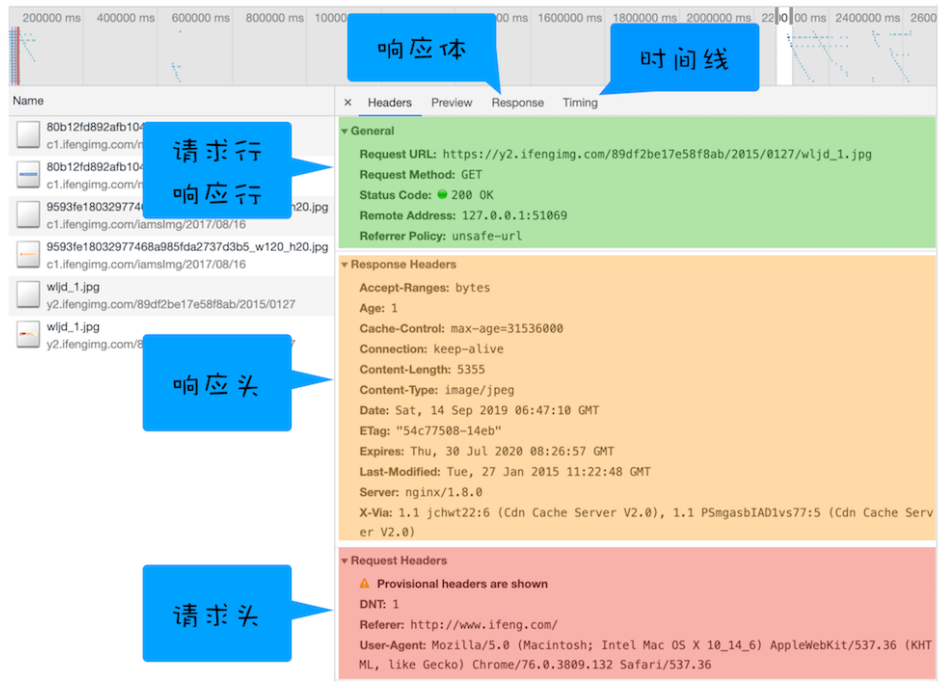 200000 ms 400000 ms 600000 ms 800000 ms 1000 ms 1600000 ms 1800000 ms 2000000 ms 22 00 ms 2400000 ms 2600
响应体
时间线
Name
× Headers Preview Response Timing
80b12fd892afb104
c1.ifengimg.com/
80b12fd892afb104
c1.ifengimg.com/
9593fe1803297746 h20.jpg
c1.ifengimg.com/iamsImg/2017/08/16
9593fe18032977468a985fda2737d3b5_w120_h20.jpg
c1.ifengimg.com/iamsImg/2017/08/16
wljd_1.jpg
y2.ifengimg.com/89df2be17e58f8ab/2015/0127
wljd_1.jpg
y2.ifengimg.com/8
请求行
响应行
响应头
请求头
General
Request URL: https://y2.ifengimg.com/89df2be17e58f8ab/2015/0127/wljd_1.jpg
Request Method: GET
Status Code: 200 OK
Remote Address: 127.0.0.1:51069
Referrer Policy: unsafe-url
Response Headers
Accept-Ranges: bytes
Age: 1
Cache-Control: max-age=31536000
Connection: keep-alive
Content-Length: 5355
Content-Type: image/jpeg
Date: Sat, 14 Sep 2019 06:47:10 GMT
ETag: "54c77508-14eb"
Expires: Thu, 30 Jul 2020 08:26:57 GMT
Last-Modified: Tue, 27 Jan 2015 11:22:48 GMT
Server: nginx/1.8.0
X-Via: 1.1 jchwt22:6 (Cdn Cache Server V2.0), 1.1 PSmgasbIAD1vs77:5 (Cdn Cache Serv
er V2.0)
Request Headers
Provisional headers are shown
DNT: 1
Referer: http://www.ifeng.com/
User-Agent: Mozilla/5.0 (Macintosh; Intel Mac OS X 10_14_6) AppleWebKit/537.36 (KHT
ML, like Gecko) Chrome/76.0.3809.132 Safari/537.36